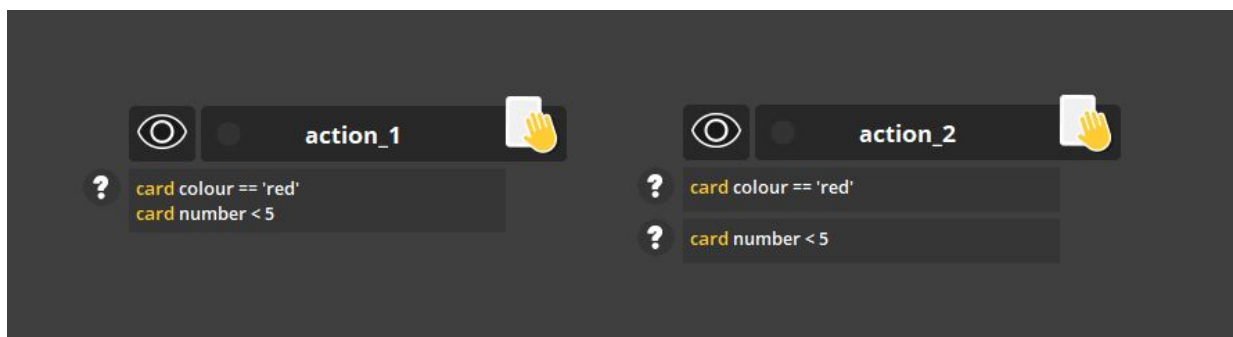 action_1
? card colour == 'red'
card number < 5
action_2
? card colour == 'red'
? card number < 5